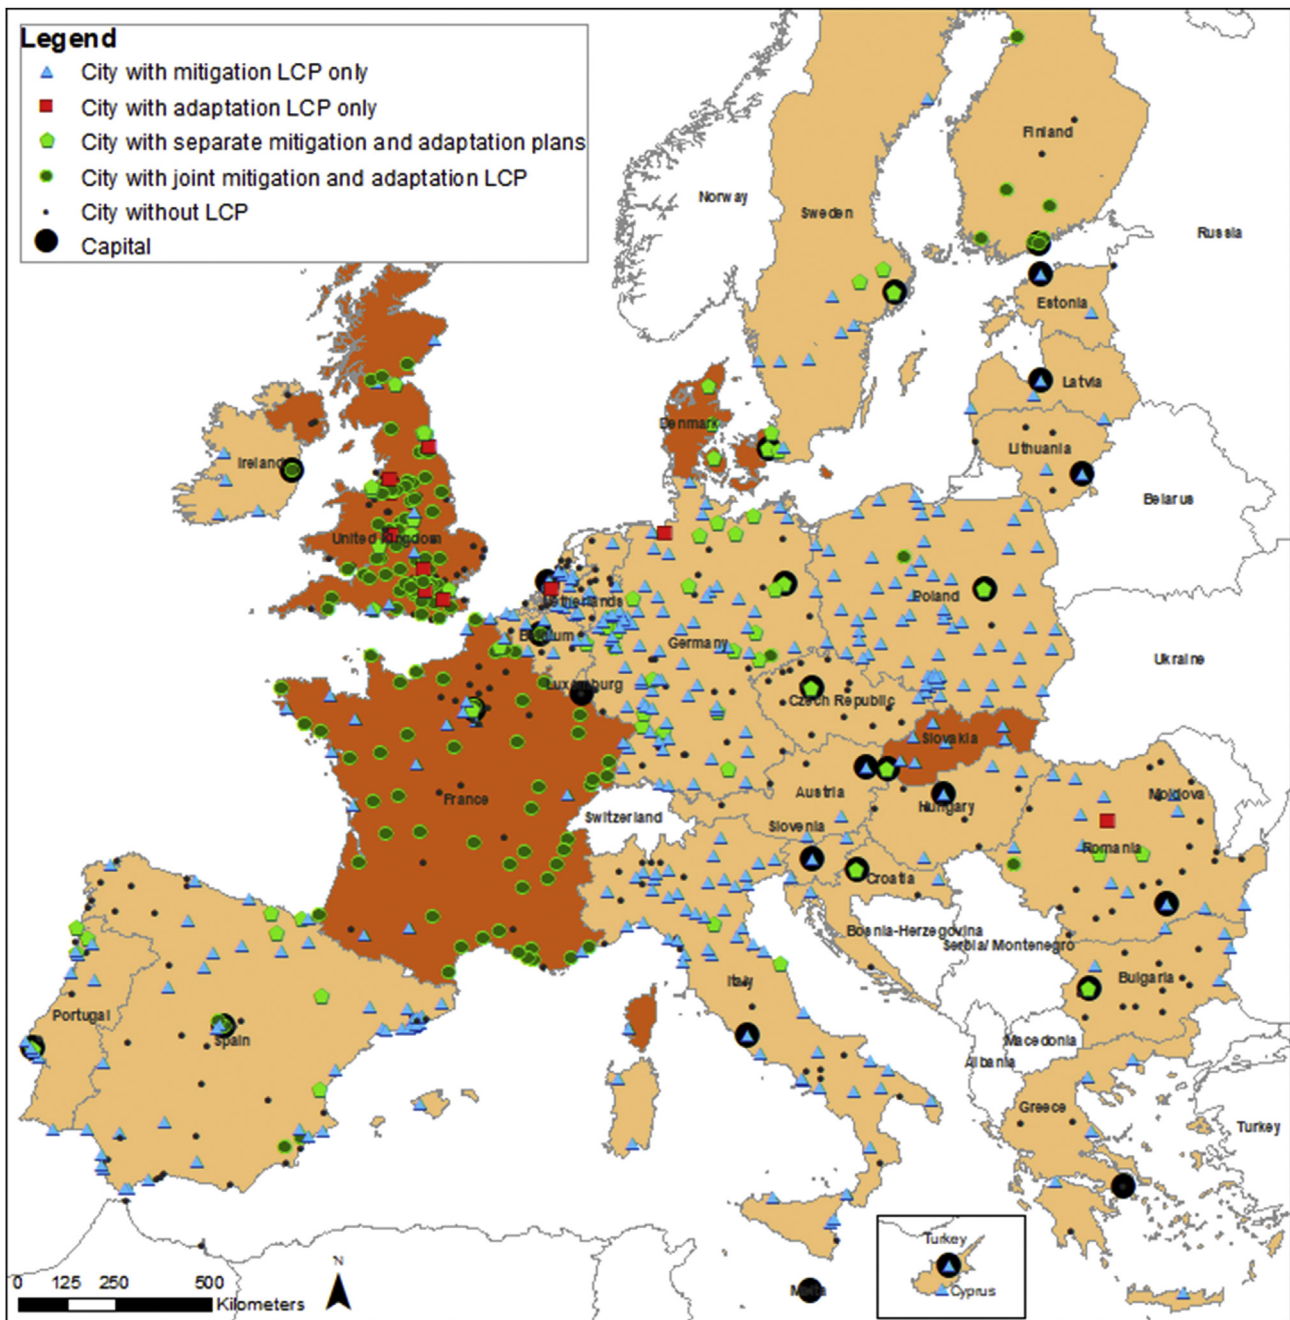 Legend
City with mitigation LCP only
City with adaptation LCP only
City with separate mitigation and adaptation plans
City with joint mitigation and adaptation LCP
City without LCP
Capital
Finland
Norway
Sweden
Russia
Estonia
Latvia
Denmark
Lithuania
Ireland
Belarus
United Kingdom
Netherlands
Poland
Belgium
Germany
Ukraine
Luxemburg
Czech Republic
Slovakia
Austria
Moldova
France
Hungary
Switzerland
Slovenia
Romania
Croatia
Bosnia-Herzegovina
Serbia/ Montenegro
Italy
Bulgaria
Portugal
Spain
Macedonia
Albania
Greece
Turkey
Turkey
N
0 125 250 500
Kilometers
Malta
Cyprus